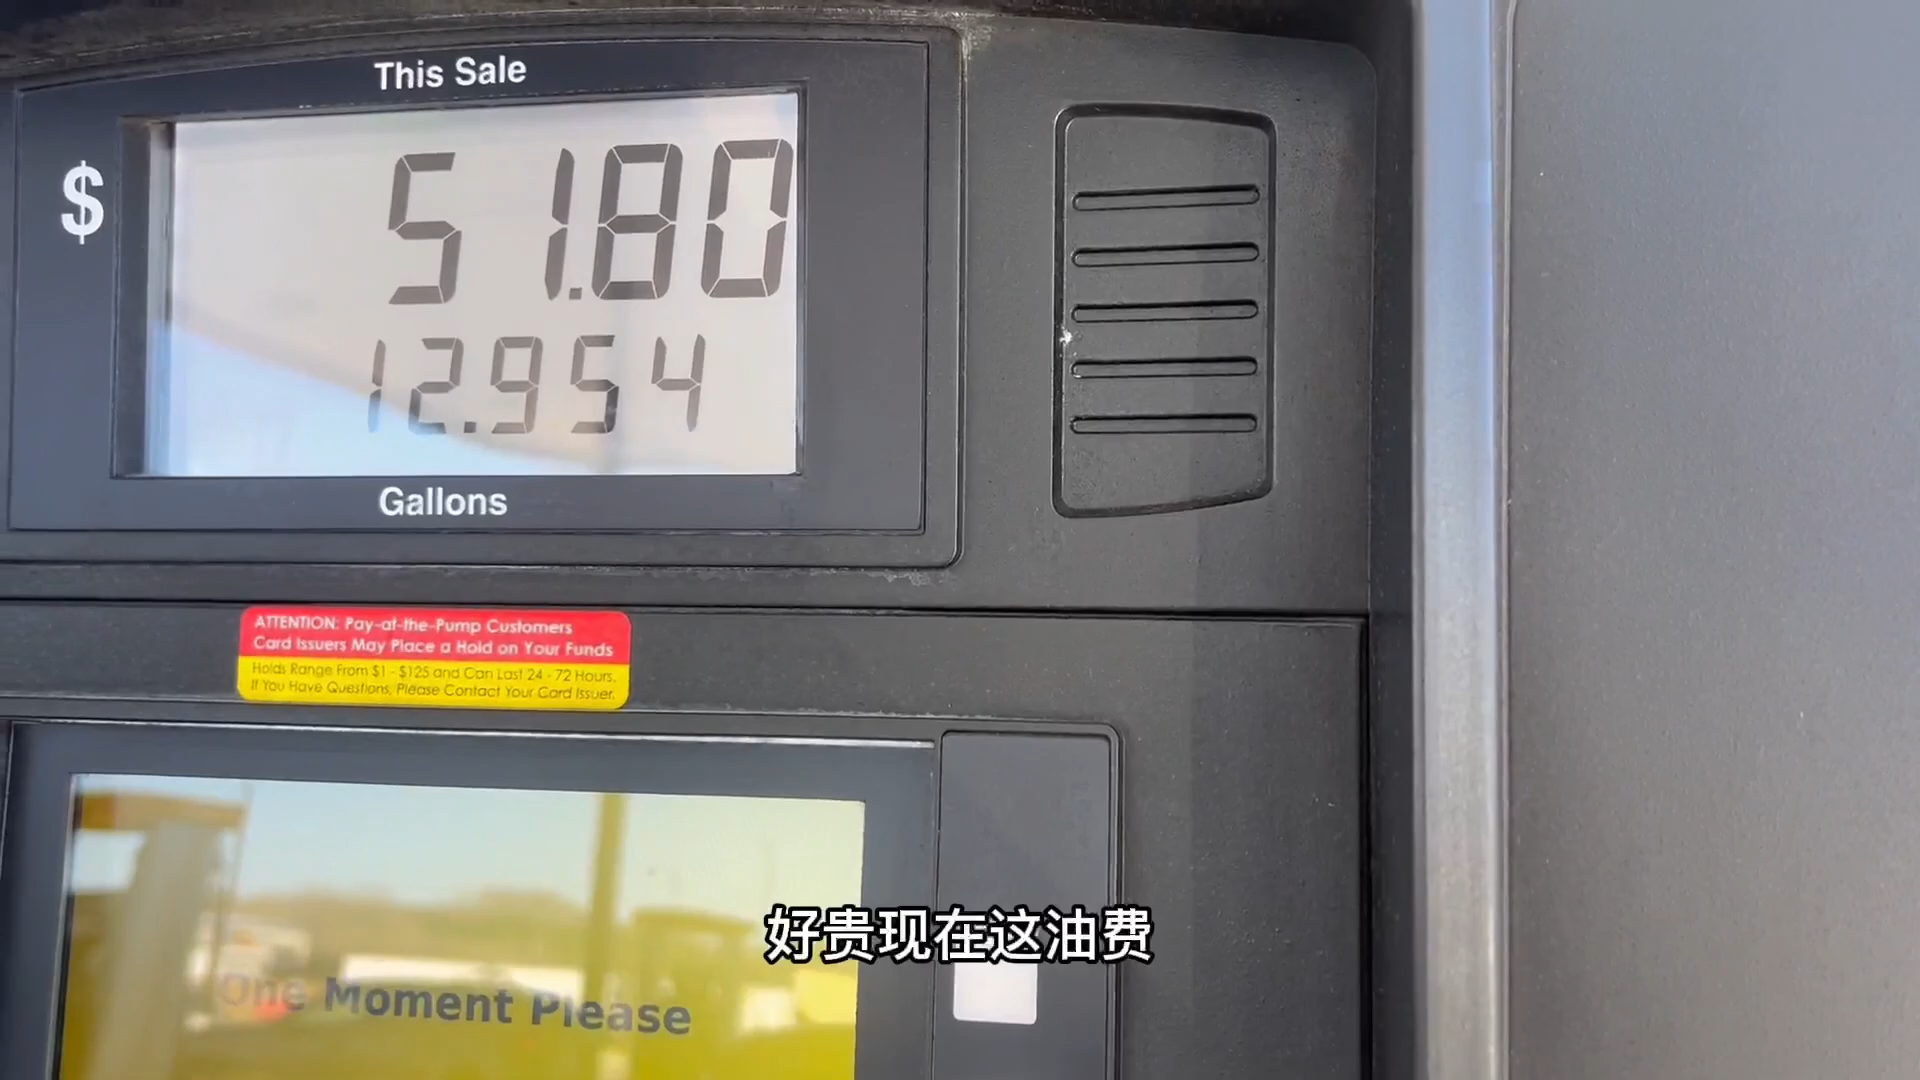 This Sale
$ 51.80
12.954
Gallons
ATTENTION: Pay-at-the-Pump Customers
Card Issuers May Place a Hold on Your Funds
Holds Range From $1 - $125 and Can Last 24 - 72 Hours.
If You Have Questions, Please Contact Your Card Issuer.
好贵现在这油费
One Moment Please